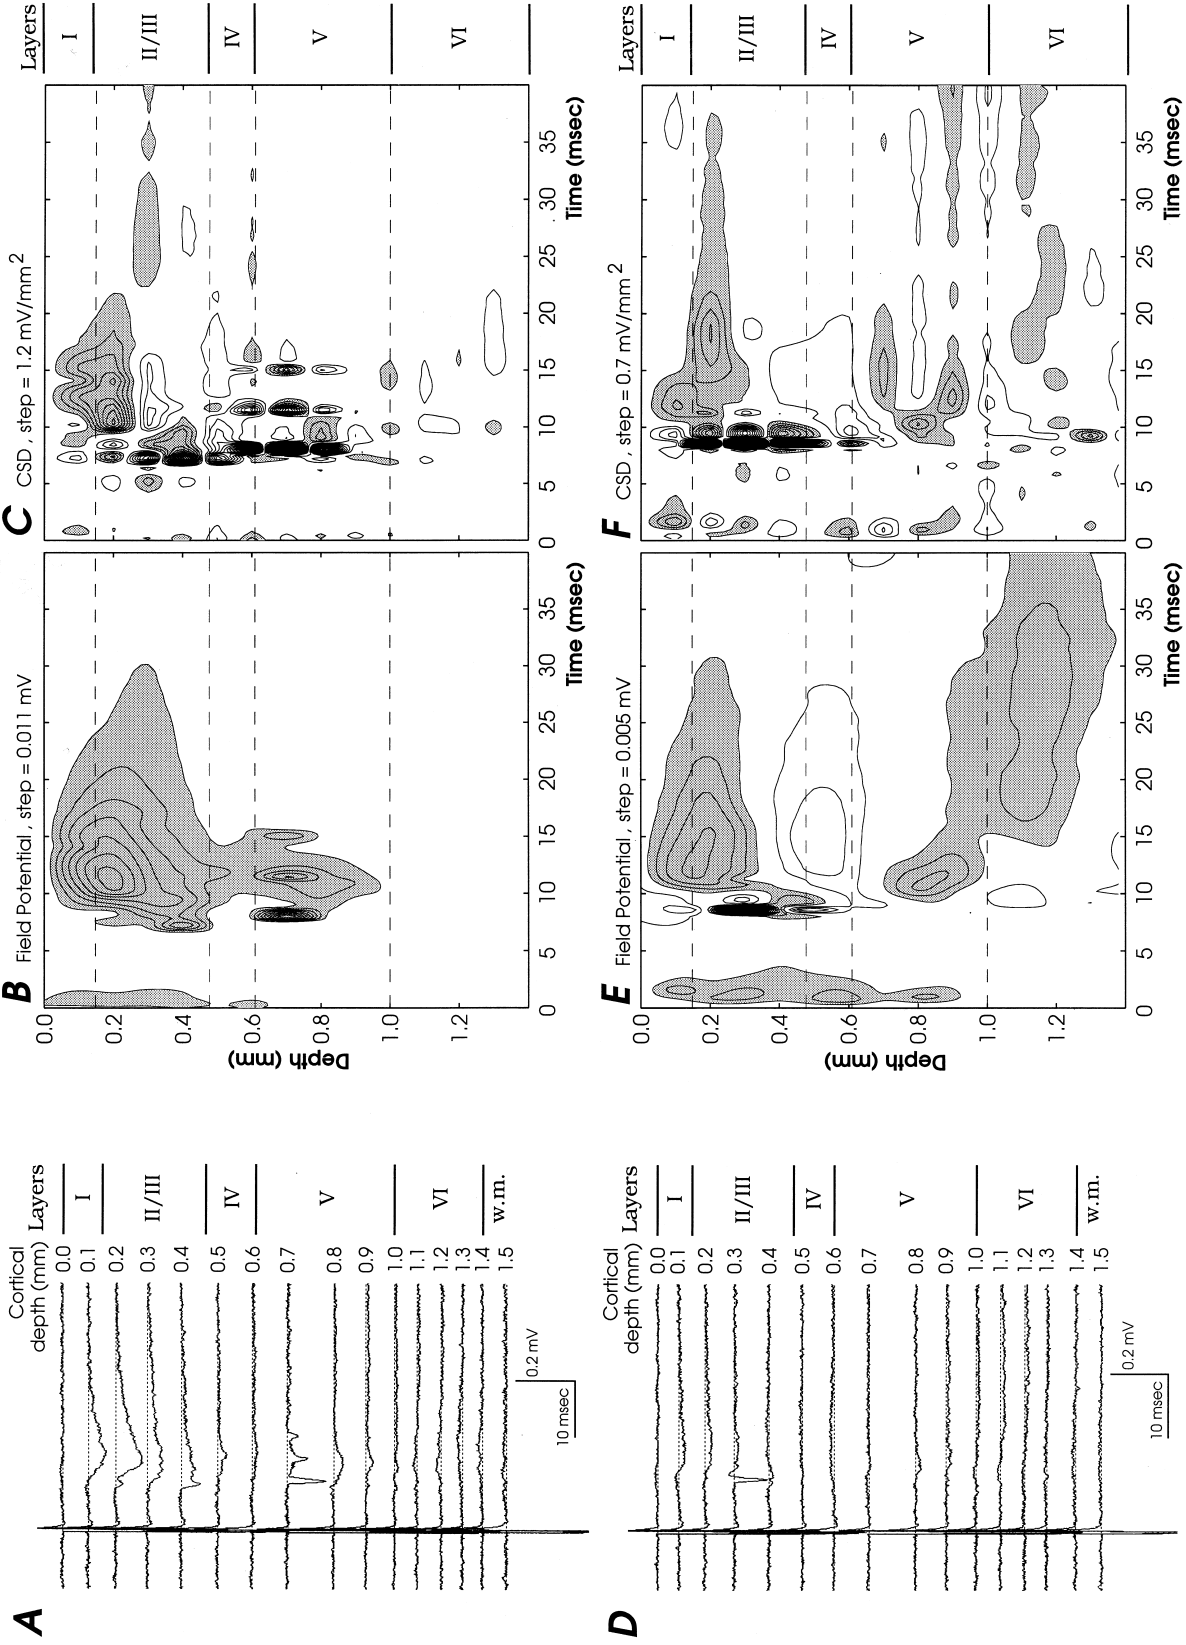 A
Cortical
depth (mm)
Layers
0.0
0.1
0.2
0.3
0.4
0.5
0.6
0.7
0.8
0.9
1.0
1.1
1.2
1.3
1.4
1.5
I
II/III
IV
V
VI
w.m.
0.2 mV
10 msec
B
Field Potential, step = 0.011 mV
0.0
0.2
0.4
0.6
0.8
1.0
1.2
Depth (mm)
0 5 10 15 20 25 30 35
Time (msec)
C
CSD, step = 1.2 mV/mm2
Layers
I
II/III
IV
V
VI
0 5 10 15 20 25 30 35
Time (msec)
D
Cortical
depth (mm)
Layers
0.0
0.1
0.2
0.3
0.4
0.5
0.6
0.7
0.8
0.9
1.0
1.1
1.2
1.3
1.4
1.5
I
II/III
IV
V
VI
w.m.
0.2 mV
10 msec
E
Field Potential, step = 0.005 mV
0.0
0.2
0.4
0.6
0.8
1.0
1.2
Depth (mm)
0 5 10 15 20 25 30 35
Time (msec)
F
CSD, step = 0.7 mV/mm2
Layers
I
II/III
IV
V
VI
0 5 10 15 20 25 30 35
Time (msec)